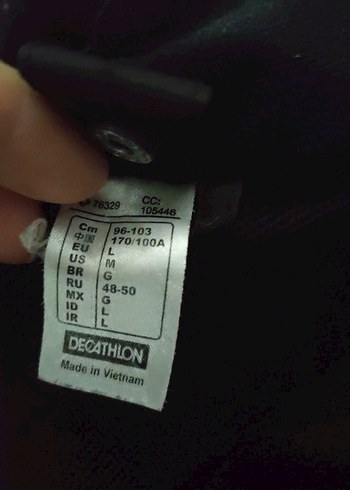 78329 CC:
105446
Cm 96-103
中国 170/100A
EU L
US M
BR G
RU 48-50
MX G
ID L
IR L
DECATHLON
Made in Vietnam